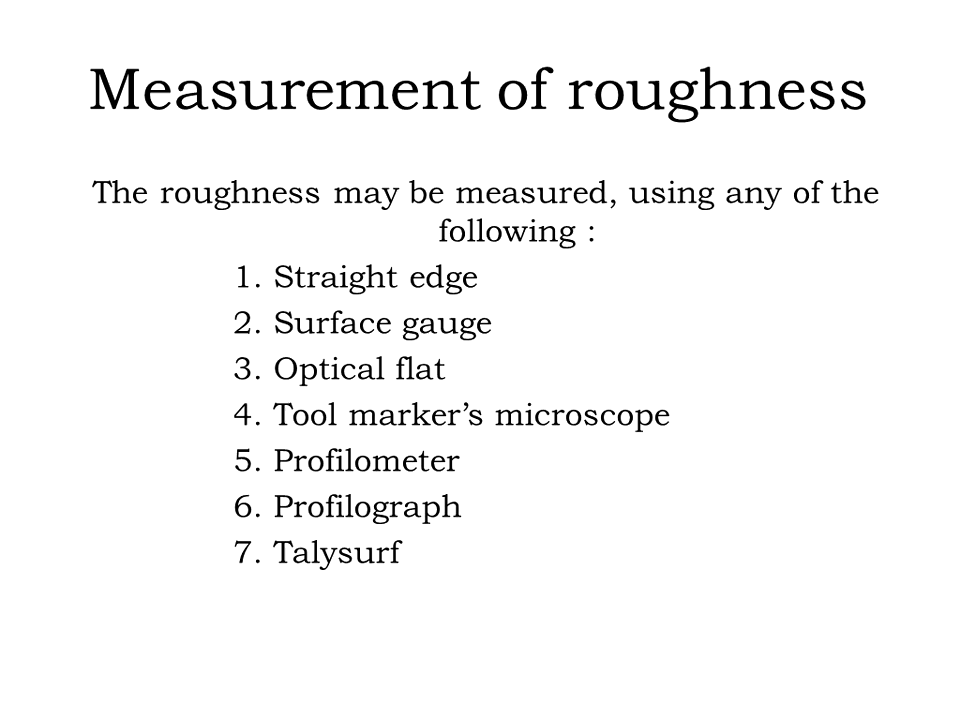 Measurement of roughness
The roughness may be measured, using any of the
following :
1. Straight edge
2. Surface gauge
3. Optical flat
4. Tool marker’s microscope
5. Profilometer
6. Profilograph
7. Talysurf